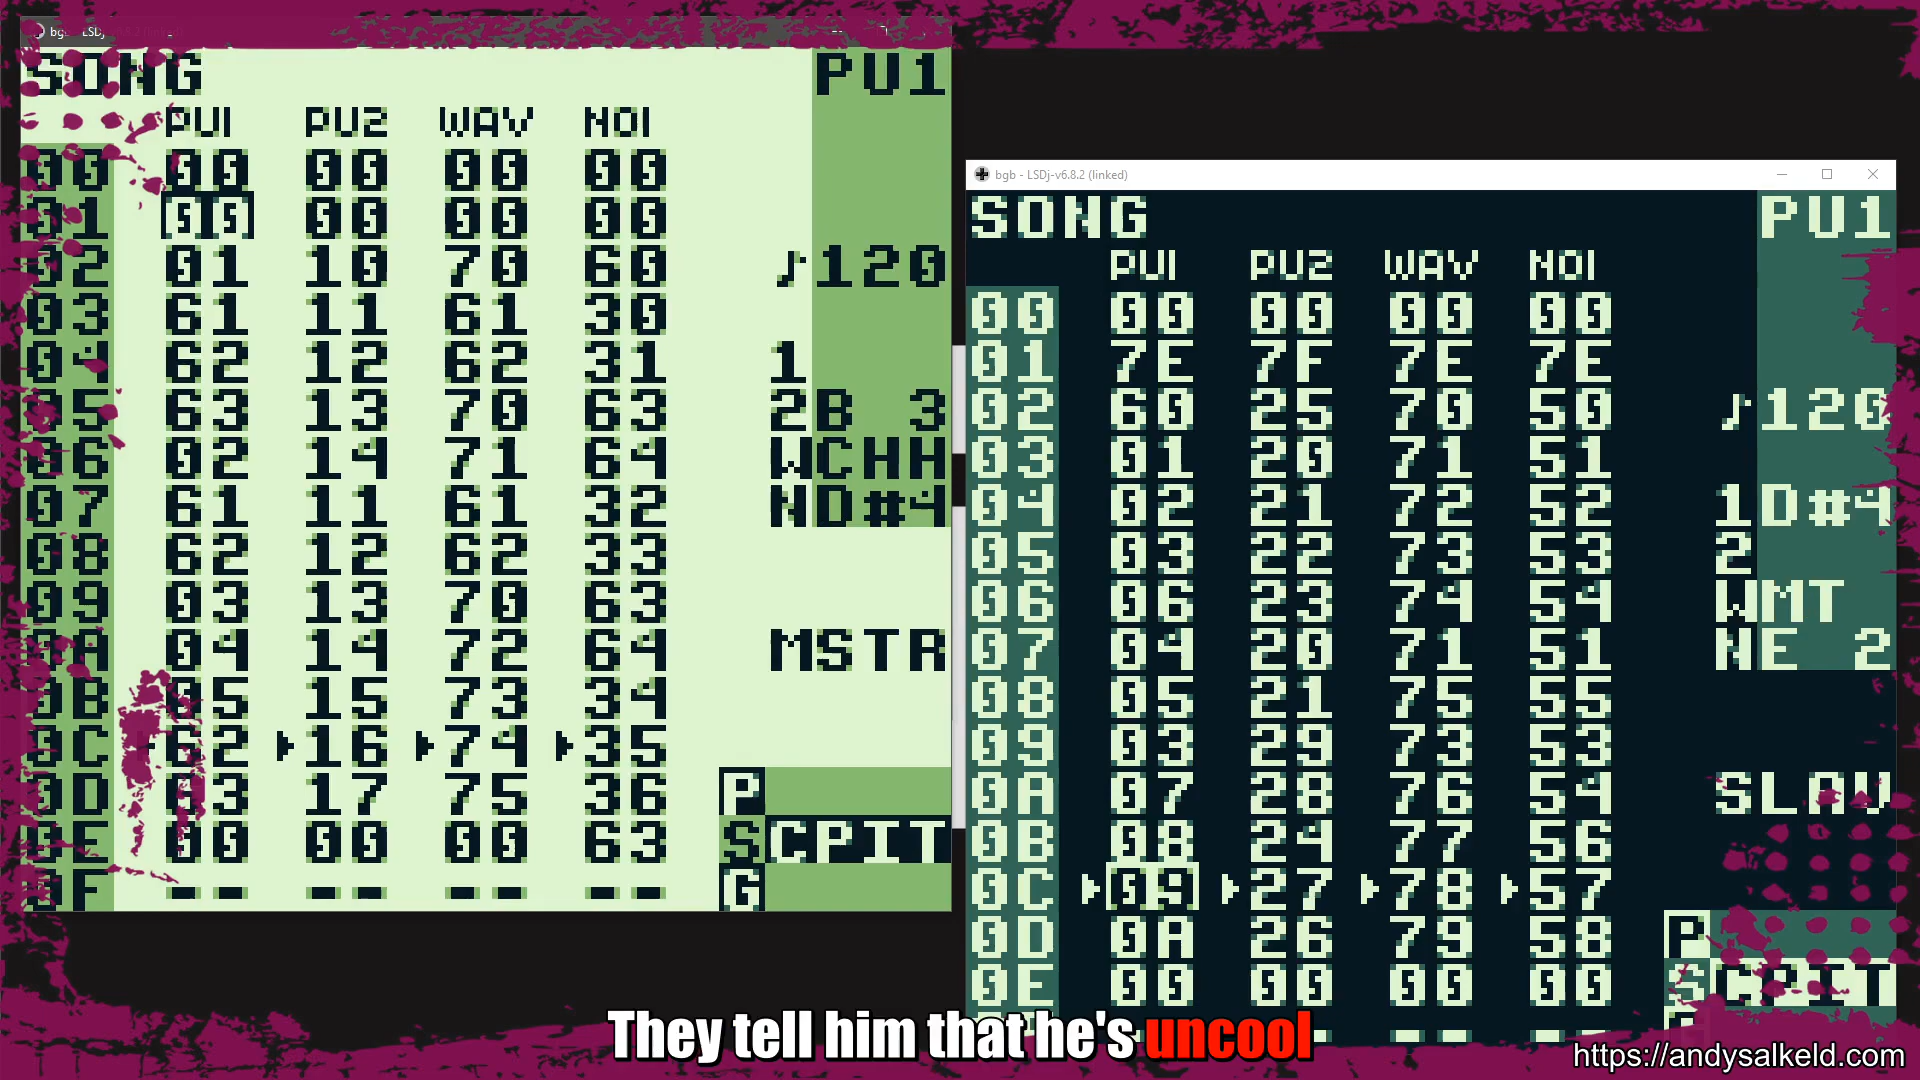 SONG PU1
PU1 PU2 WAV NOI
00 00 00 00 00
01 00 00 00 00
02 01 10 70 60 120
03 61 11 61 30
04 62 12 62 31 1
05 63 13 70 63 2B 3
06 02 14 71 64 WCHH
07 61 11 61 32 ND#4
08 62 12 62 33
09 03 13 70 63
0A 04 14 72 64 MSTR
0B 05 15 73 34
0C 62 16 74 35
0D 63 17 75 36 P
0E 00 00 00 63 S CPIT
0F -- -- -- -- G
bgb - LSDj-v6.8.2 (linked)
SONG PU1
PU1 PU2 WAV NOI
00 00 00 00 00
01 7E 7F 7E 7E
02 60 25 70 50 120
03 01 20 71 51
04 02 21 72 52 1D#4
05 03 22 73 53 2
06 06 23 74 54 WMT
07 04 20 71 51 NE 2
08 05 21 75 55
09 03 29 73 53
0A 07 28 76 54 SLAV
0B 08 24 77 56
0C 09 27 78 57
0D 0A 26 79 58 P
0E 00 00 00 00 S CPIT
They tell him that he's uncool
https://andysalkeld.com